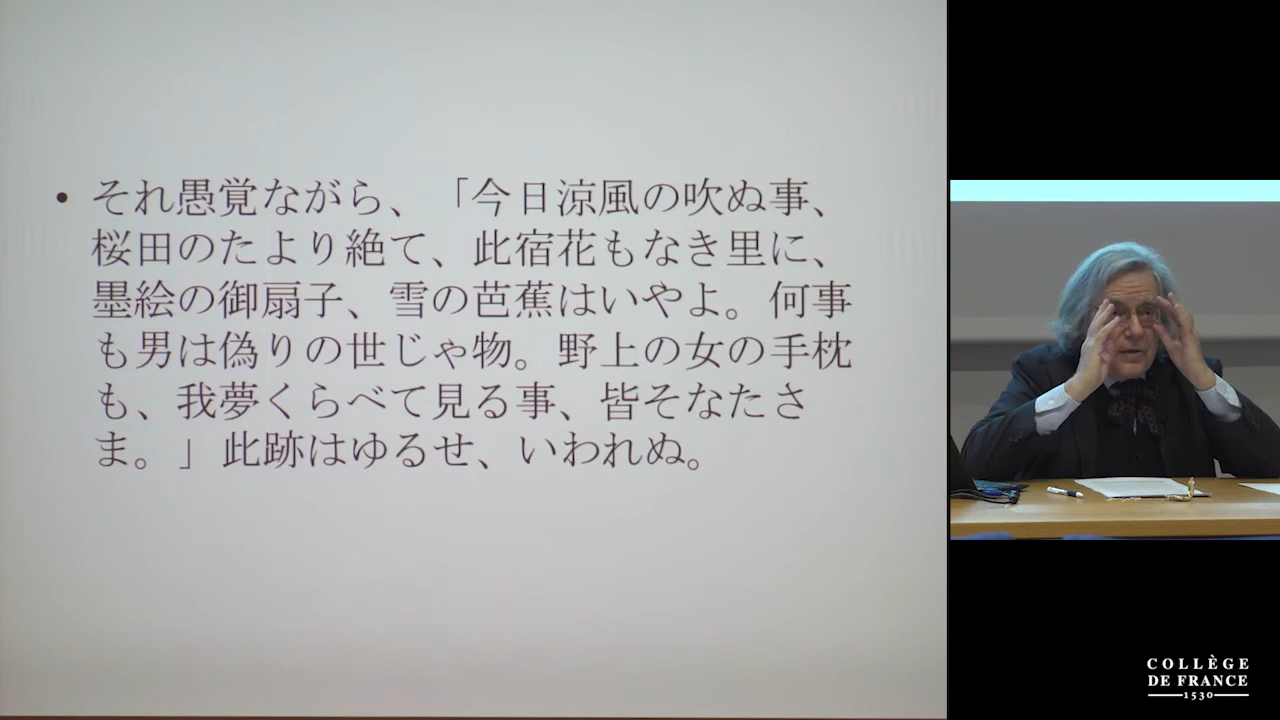 • それ愚覚ながら、「今日涼風の吹ぬ事、
桜田のたより絶て、此宿花もなき里に、
墨絵の御扇子、雪の芭蕉はいやよ。何事
も男は偽りの世じゃ物。野上の女の手枕
も、我夢くらべて見る事、皆そなたさ
ま。」此跡はゆるせ、いわれぬ。
COLLÈGE
DE FRANCE
1530